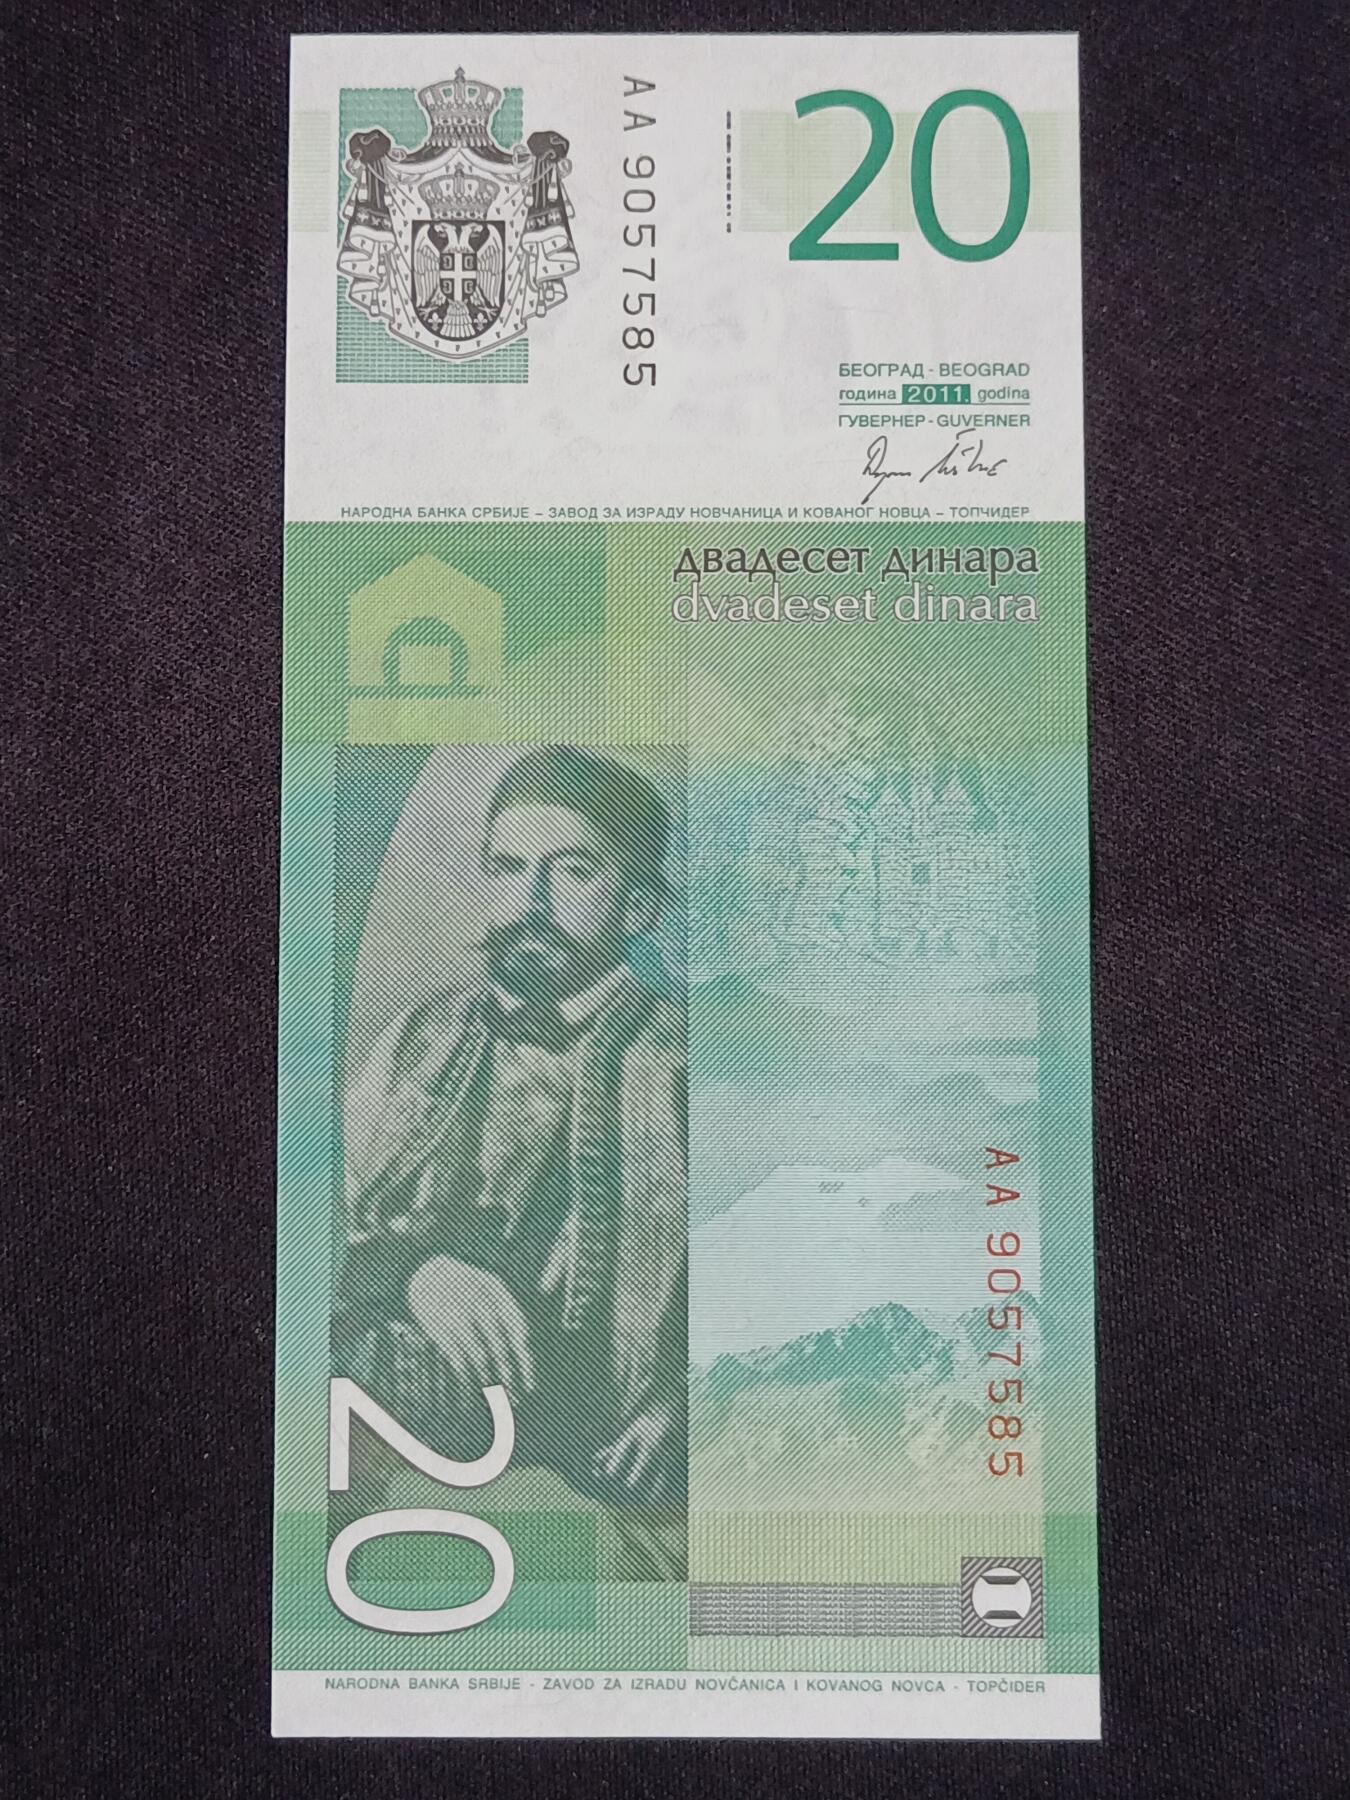 AA 9057585
20
БЕОГРАД - BEOGRAD
година 2011. godina
ГУВЕРНЕР - GUVERNER
НАРОДНА БАНКА СРБИЈЕ – ЗАВОД ЗА ИЗРАДУ НОВЧАНИЦА И КОВАНОГ НОВЦА – ТОПЧИДЕР
двадесет динара
dvadeset dinara
AA 9057585
20
NARODNA BANKA SRBIJE - ZAVOD ZA IZRADU NOVČANICA I KOVANOG NOVCA - TOPČIDER